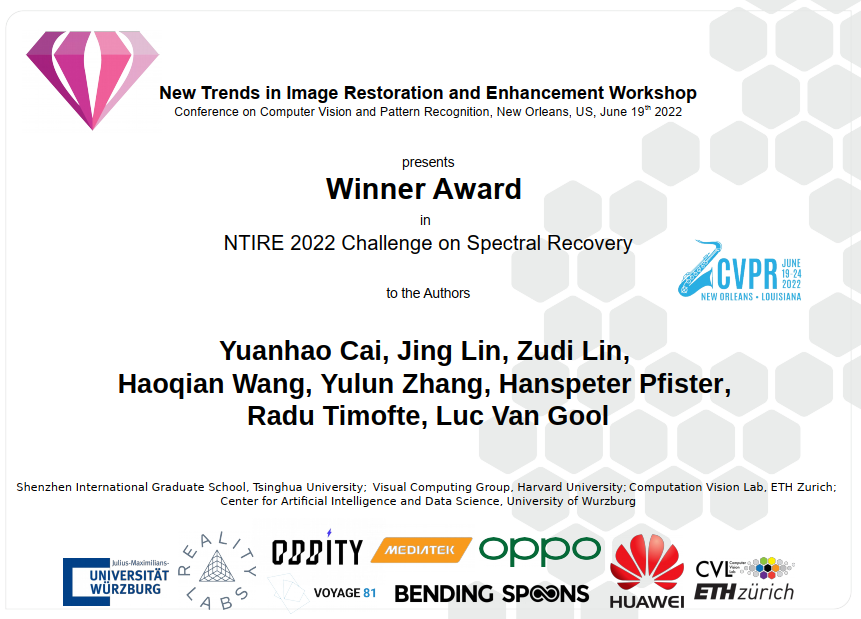 New Trends in Image Restoration and Enhancement Workshop
Conference on Computer Vision and Pattern Recognition, New Orleans, US, June 19th 2022
presents
Winner Award
in
NTIRE 2022 Challenge on Spectral Recovery
CVPR JUNE 19-24 2022
NEW ORLEANS • LOUISIANA
to the Authors
Yuanhao Cai, Jing Lin, Zudi Lin,
Haoqian Wang, Yulun Zhang, Hanspeter Pfister,
Radu Timofte, Luc Van Gool
Shenzhen International Graduate School, Tsinghua University; Visual Computing Group, Harvard University; Computation Vision Lab, ETH Zurich;
Center for Artificial Intelligence and Data Science, University of Wurzburg
Julius-Maximilians-
UNIVERSITÄT
WÜRZBURG
REALITY
LABS
ODDITY
MEDIATEK
oppo
VOYAGE 81
BENDING SPOONS
HUAWEI
CVL Computer Vision Lab
ETH zürich